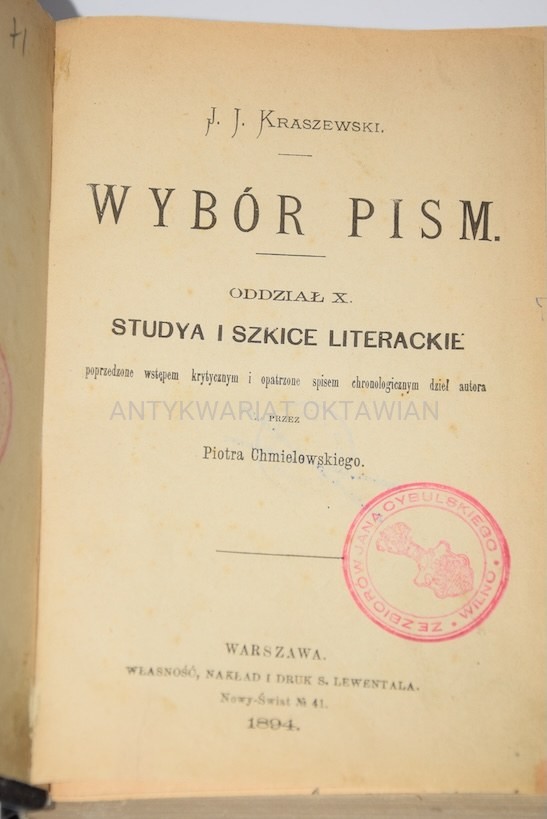 J. J. KRASZEWSKI.
WYBÓR PISM.
ODDZIAŁ X.
STUDYA I SZKICE LITERACKIE
poprzedzone wstępem krytycznym i opatrzone spisem chronologicznym dzieł autora
ANTYKWARIAT OKTAWIAN
PRZEZ
Piotra Chmielowskiego.
ZE ZBIORÓW JANA CYBULSKIEGO • WILNO •
WARSZAWA.
WŁASNOŚĆ, NAKŁAD I DRUK S. LEWENTALA.
Nowy-Świat № 41.
1894.